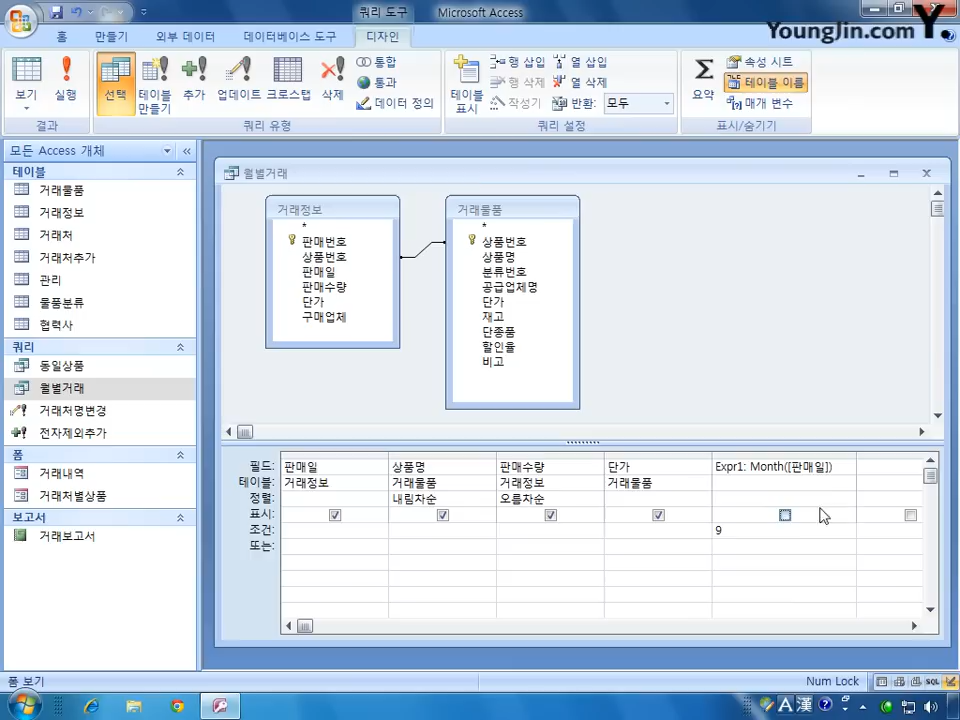 쿼리 도구
Microsoft Access
YoungJin.com Y.
홈
만들기
외부 데이터
데이터베이스 도구
디자인
보기
실행
선택
테이블
만들기
추가
업데이트
크로스탭
삭제
통합
통과
데이터 정의
테이블
표시
행 삽입
행 삭제
작성기
열 삽입
열 삭제
반환: 모두
요약
속성 시트
테이블 이름
매개 변수
결과
쿼리 유형
쿼리 설정
표시/숨기기
모든 Access 개체
테이블
거래물품
거래정보
거래처
거래처추가
관리
물품분류
협력사
쿼리
동일상품
월별거래
거래처명변경
전자제외추가
폼
거래내역
거래처별상품
보고서
거래보고서
월별거래
거래정보
*
판매번호
상품번호
판매일
판매수량
단가
구매업체
거래물품
*
상품번호
상품명
분류번호
공급업체명
단가
재고
단종품
할인율
비고
필드: 판매일 상품명 판매수량 단가 Expr1: Month([판매일])
테이블: 거래정보 거래물품 거래정보 거래물품
정렬: 내림차순 오름차순
표시:
조건: 9
또는:
폼 보기
Num Lock
SQL
A 漢